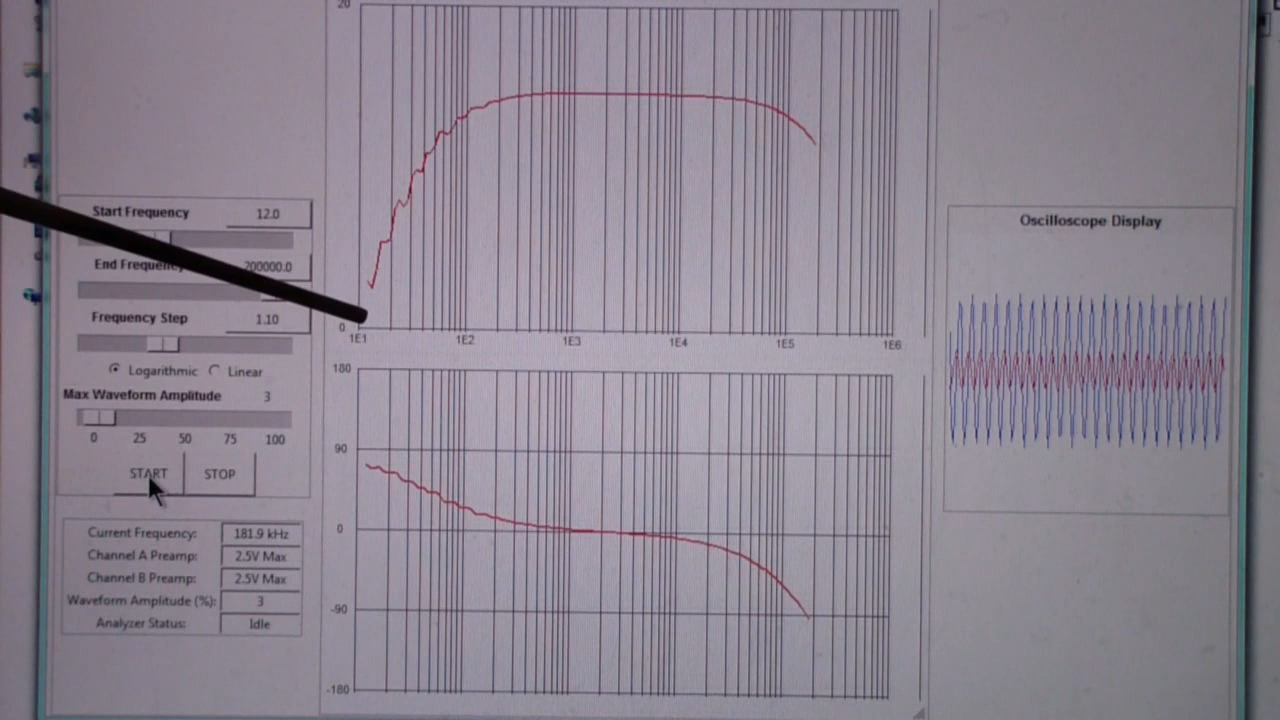 20
0
1E1 1E2 1E3 1E4 1E5 1E6
180
90
0
-90
-180
Start Frequency 12.0
End Frequency 200000.0
Frequency Step 1.10
Logarithmic Linear
Max Waveform Amplitude 3
0 25 50 75 100
START STOP
Current Frequency: 181.9 kHz
Channel A Preamp: 2.5V Max
Channel B Preamp: 2.5V Max
Waveform Amplitude (%): 3
Analyzer Status: Idle
Oscilloscope Display